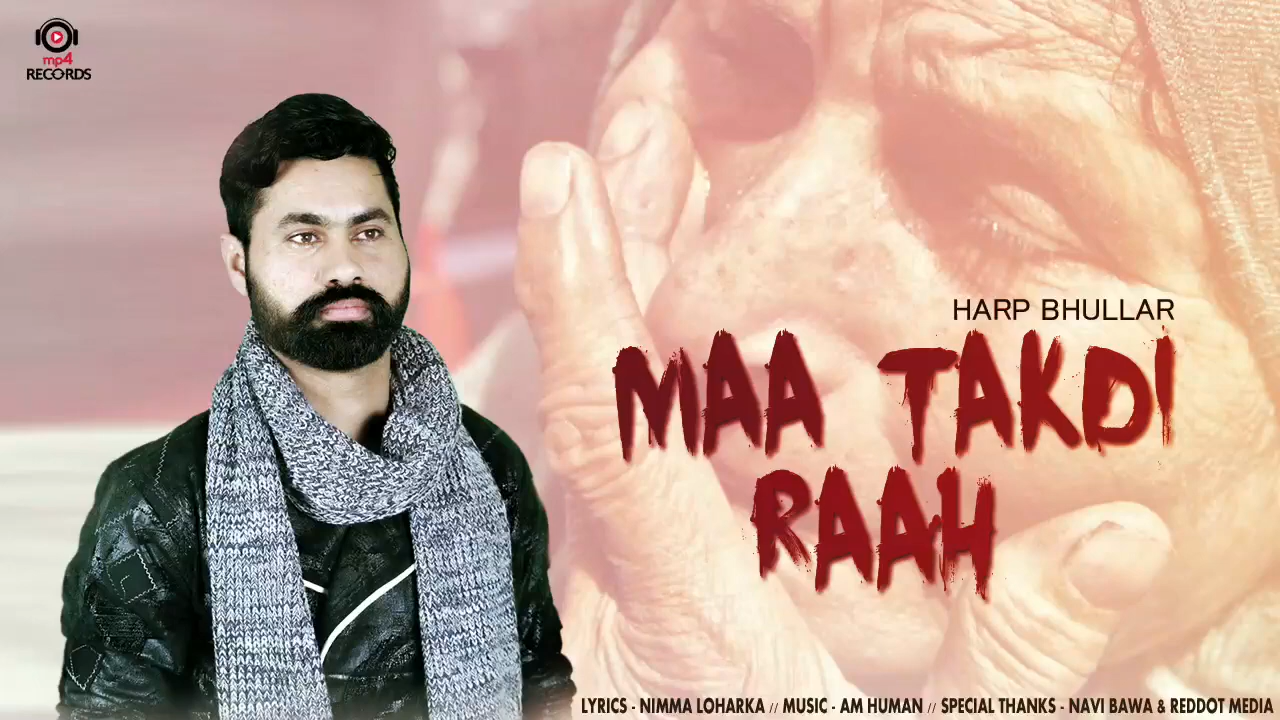 mp4
RECORDS
HARP BHULLAR
MAA TAKDI
RAAH
LYRICS - NIMMA LOHARKA // MUSIC - AM HUMAN // SPECIAL THANKS - NAVI BAWA & REDDOT MEDIA